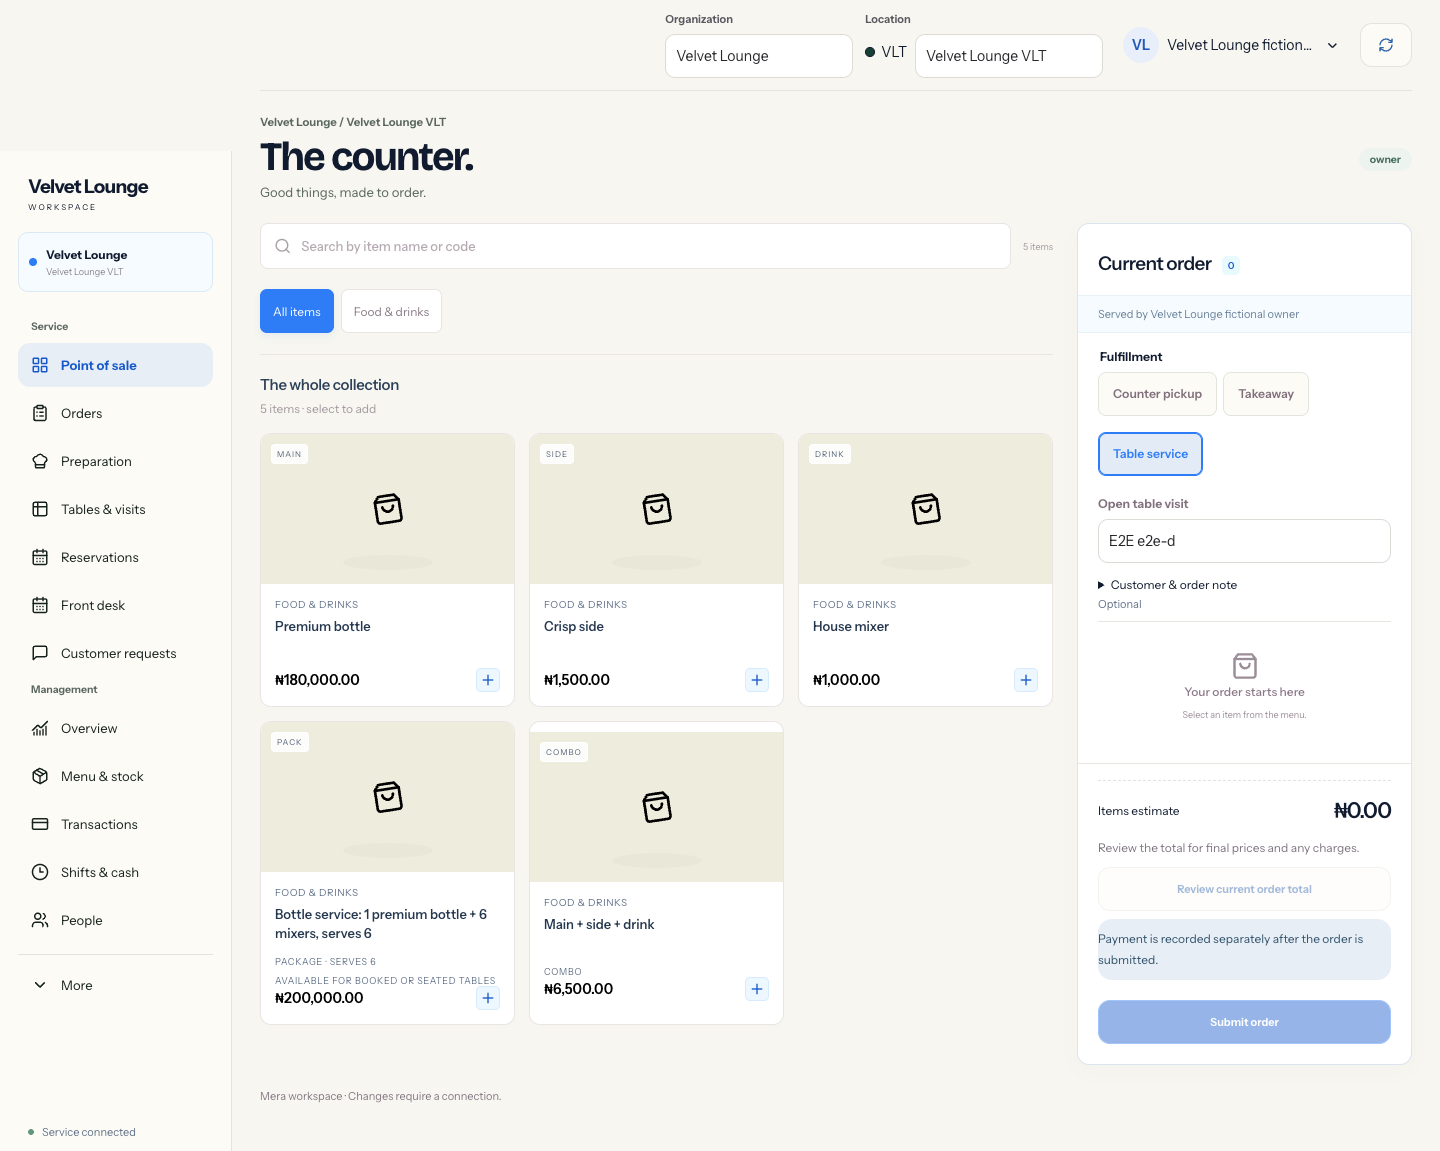 Organization
Location
Velvet Lounge
VLT
Velvet Lounge VLT
VL
Velvet Lounge fiction...
Velvet Lounge / Velvet Lounge VLT
The counter.
Good things, made to order.
owner
Velvet Lounge
WORKSPACE
Velvet Lounge
Velvet Lounge VLT
Service
Point of sale
Orders
Preparation
Tables & visits
Reservations
Front desk
Customer requests
Management
Overview
Menu & stock
Transactions
Shifts & cash
People
More
Service connected
Search by item name or code
5 items
All items
Food & drinks
The whole collection
5 items · select to add
MAIN
FOOD & DRINKS
Premium bottle
₦180,000.00
SIDE
FOOD & DRINKS
Crisp side
₦1,500.00
DRINK
FOOD & DRINKS
House mixer
₦1,000.00
PACK
FOOD & DRINKS
Bottle service: 1 premium bottle + 6
mixers, serves 6
PACKAGE · SERVES 6
AVAILABLE FOR BOOKED OR SEATED TABLES
₦200,000.00
COMBO
FOOD & DRINKS
Main + side + drink
COMBO
₦6,500.00
Current order
0
Served by Velvet Lounge fictional owner
Fulfillment
Counter pickup
Takeaway
Table service
Open table visit
E2E e2e-d
Customer & order note
Optional
Your order starts here
Select an item from the menu.
Items estimate
₦0.00
Review the total for final prices and any charges.
Review current order total
Payment is recorded separately after the order is
submitted.
Submit order
Mera workspace · Changes require a connection.